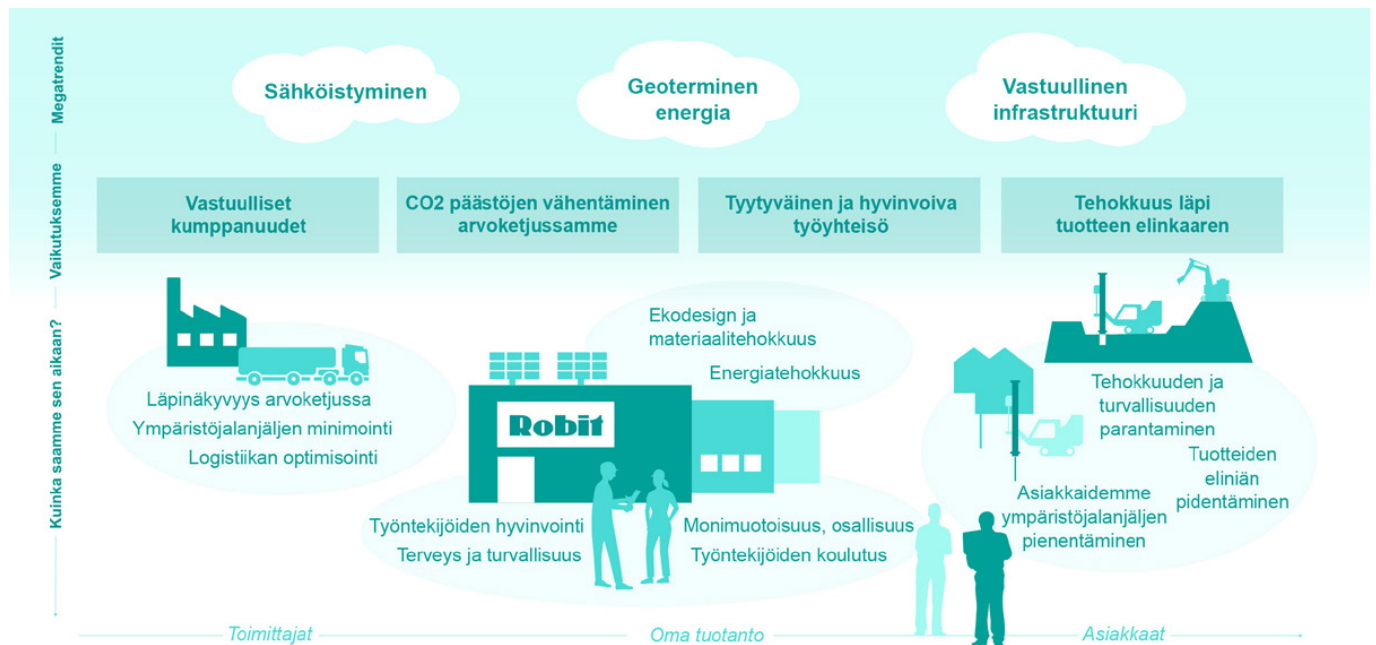 Megatrendit
Sähköistyminen
Geoterminen
energia
Vastuullinen
infrastruktuuri
Vaikutuksemme
Vastuulliset
kumppanuudet
CO2 päästöjen vähentäminen
arvoketjussamme
Tyytyväinen ja hyvinvoiva
työyhteisö
Tehokkuus läpi
tuotteen elinkaaren
Kuinka saamme sen aikaan?
Läpinäkyvyys arvoketjussa
Ympäristöjalanjäljen minimointi
Logistiikan optimisointi
Ekodesign ja
materiaalitehokkuus
Energiatehokkuus
Robit
Työntekijöiden hyvinvointi
Terveys ja turvallisuus
Monimuotoisuus, osallisuus
Työntekijöiden koulutus
Tehokkuuden ja
turvallisuuden
parantaminen
Tuotteiden
eliniän
pidentäminen
Asiakkaidemme
ympäristöjalanjäljen
pienentäminen
Toimittajat
Oma tuotanto
Asiakkaat